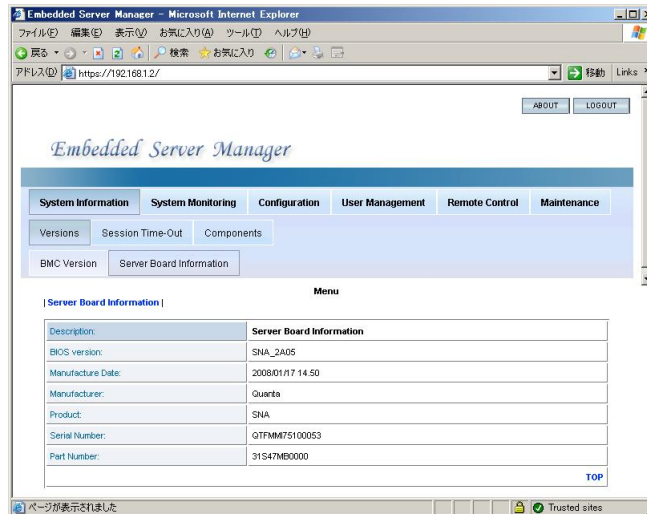 Embedded Server Manager - Microsoft Internet Explorer
ファイル(F) 編集(E) 表示(V) お気に入り(A) ツール(T) ヘルプ(H)
戻る 検索 お気に入り
アドレス(D) https://192.168.1.2/ 移動 Links »
ABOUT LOGOUT
Embedded Server Manager
System Information System Monitoring Configuration User Management Remote Control Maintenance
Versions Session Time-Out Components
BMC Version Server Board Information
Menu
| Server Board Information |
Description: Server Board Information
BIOS version: SNA_2A05
Manufacture Date: 2008/01/17 14.50
Manufacturer: Quanta
Product: SNA
Serial Number: QTFMMI75100053
Part Number: 31S47MB0000
TOP
ページが表示されました Trusted sites